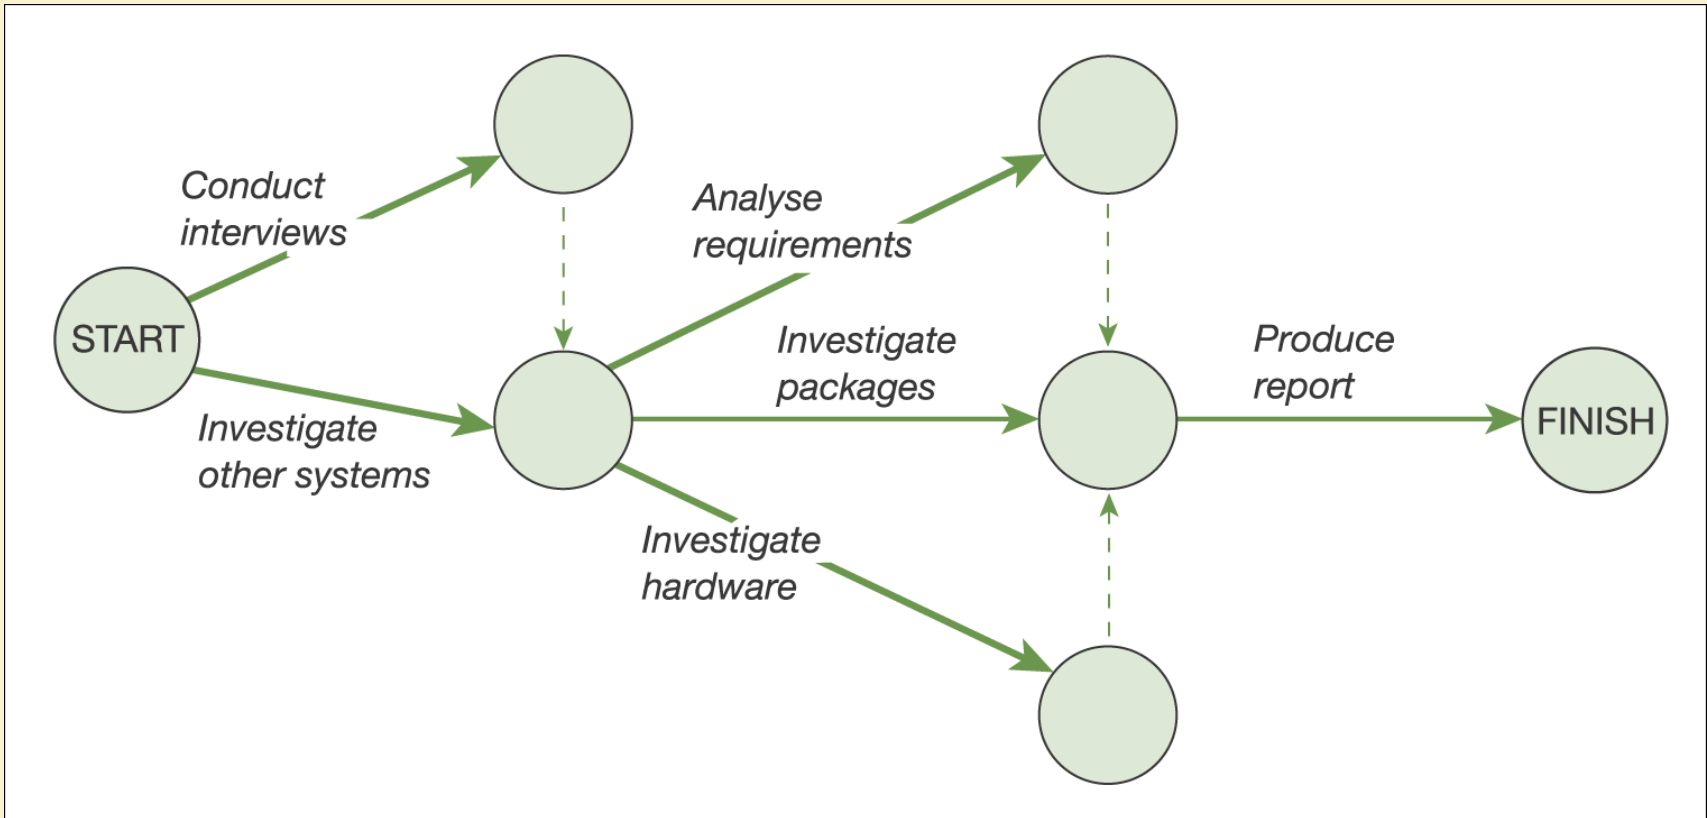 Conduct
interviews
START
Investigate
other systems
Analyse
requirements
Investigate
packages
Investigate
hardware
Produce
report
FINISH